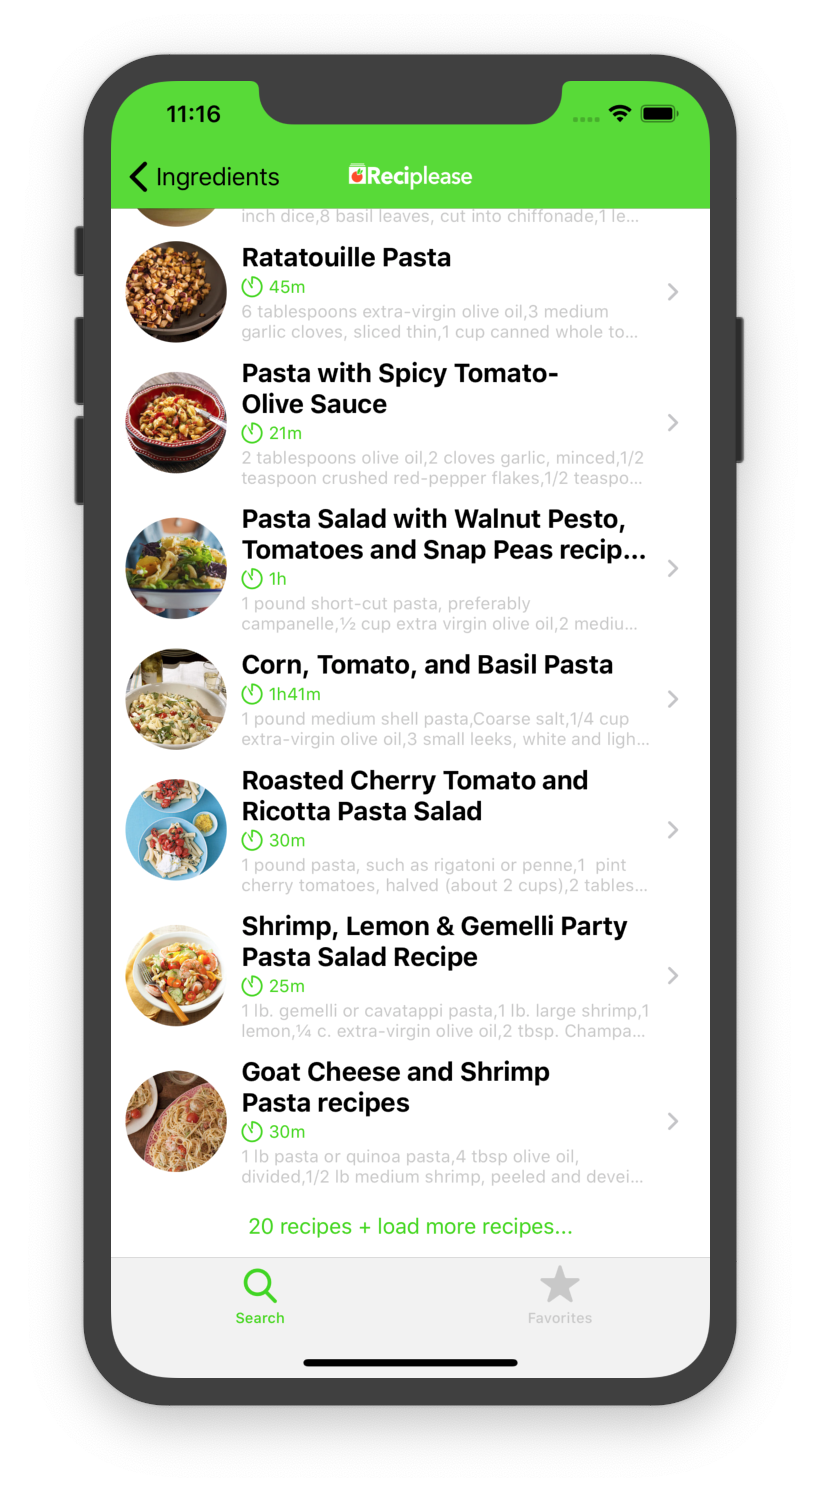 11:16
Ingredients
Reciplease
inch dice,8 basil leaves, cut into chiffonade,1 le...
Ratatouille Pasta
45m
6 tablespoons extra-virgin olive oil,3 medium
garlic cloves, sliced thin,1 cup canned whole to...
Pasta with Spicy Tomato-
Olive Sauce
21m
2 tablespoons olive oil,2 cloves garlic, minced,1/2
teaspoon crushed red-pepper flakes,1/2 teaspo...
Pasta Salad with Walnut Pesto,
Tomatoes and Snap Peas recip...
1h
1 pound short-cut pasta, preferably
campanelle,½ cup extra virgin olive oil,2 mediu...
Corn, Tomato, and Basil Pasta
1h41m
1 pound medium shell pasta,Coarse salt,1/4 cup
extra-virgin olive oil,3 small leeks, white and ligh...
Roasted Cherry Tomato and
Ricotta Pasta Salad
30m
1 pound pasta, such as rigatoni or penne,1  pint
cherry tomatoes, halved (about 2 cups),2 tables...
Shrimp, Lemon & Gemelli Party
Pasta Salad Recipe
25m
1 lb. gemelli or cavatappi pasta,1 lb. large shrimp,1
lemon,¼ c. extra-virgin olive oil,2 tbsp. Champa...
Goat Cheese and Shrimp
Pasta recipes
30m
1 lb pasta or quinoa pasta,4 tbsp olive oil,
divided,1/2 lb medium shrimp, peeled and devei...
20 recipes + load more recipes...
Search
Favorites